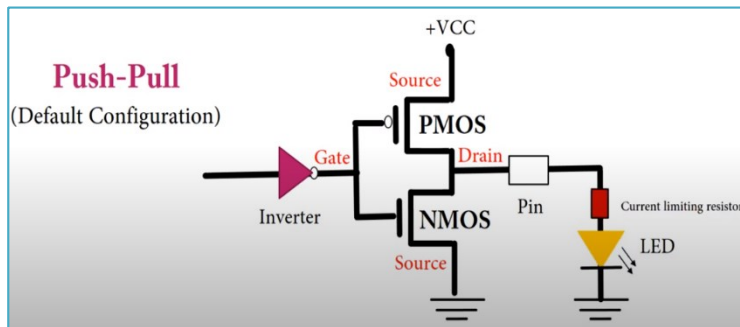 +VCC
Push-Pull
(Default Configuration)
Source
PMOS
Gate
Drain
Inverter
NMOS
Pin
Current limiting resistor
LED
Source